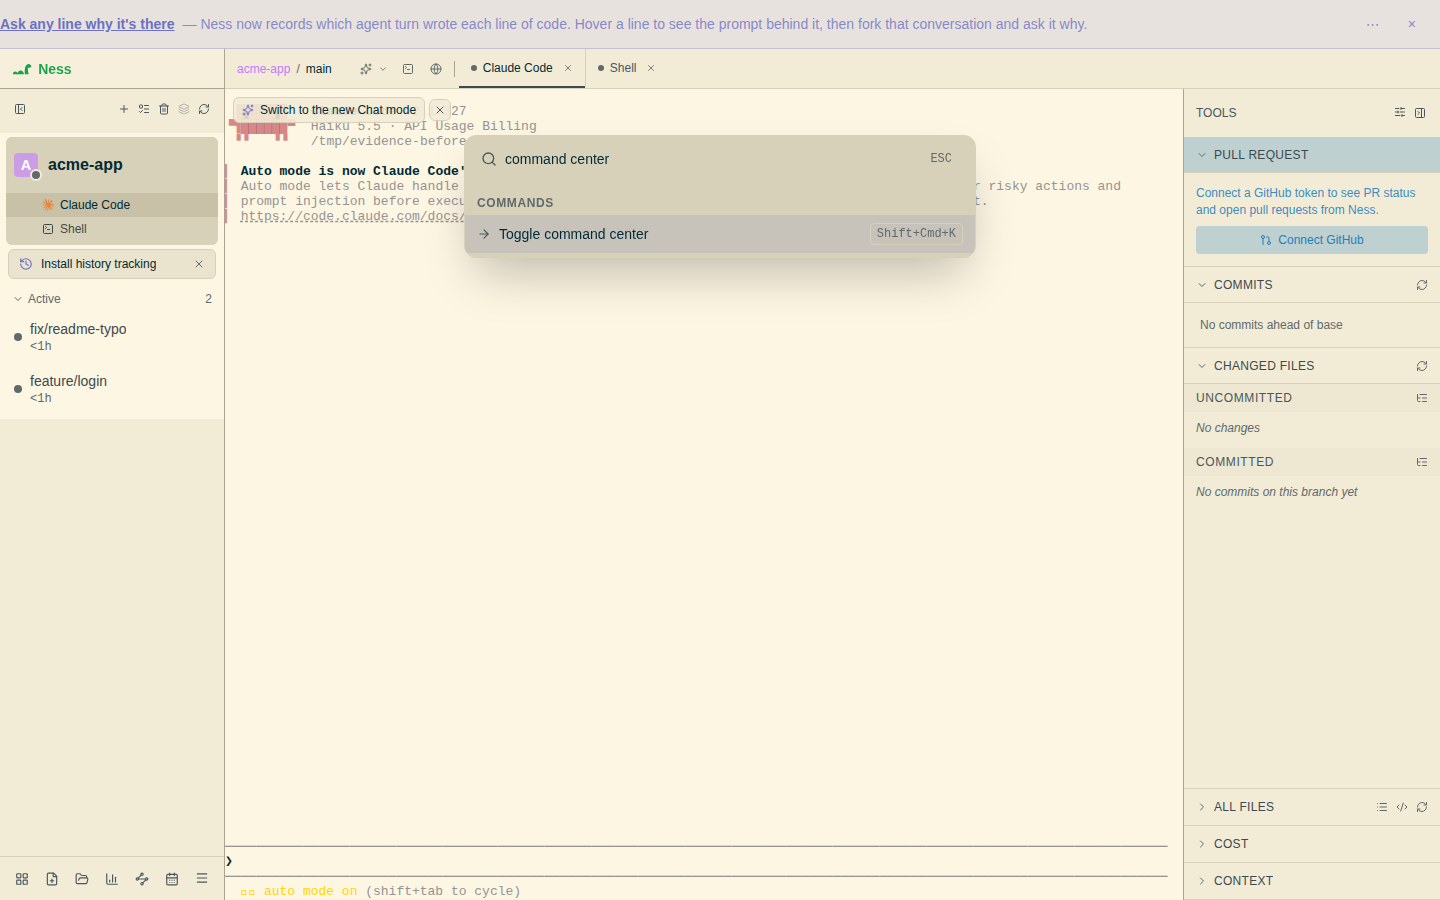 Ask any line why it's there — Ness now records which agent turn wrote each line of code. Hover a line to see the prompt behind it, then fork that conversation and ask it why.
Ness
acme-app / main
Claude Code
Shell
A acme-app
Claude Code
Shell
Install history tracking
Active 2
fix/readme-typo
<1h
feature/login
<1h
Switch to the new Chat mode
27
Haiku 5.5 · API Usage Billing
/tmp/evidence-before
Auto mode is now Claude Code'
Auto mode lets Claude handle
r risky actions and
prompt injection before execu
t.
https://code.claude.com/docs/
command center ESC
COMMANDS
Toggle command center Shift+Cmd+K
❯
auto mode on (shift+tab to cycle)
TOOLS
PULL REQUEST
Connect a GitHub token to see PR status
and open pull requests from Ness.
Connect GitHub
COMMITS
No commits ahead of base
CHANGED FILES
UNCOMMITTED
No changes
COMMITTED
No commits on this branch yet
ALL FILES
COST
CONTEXT